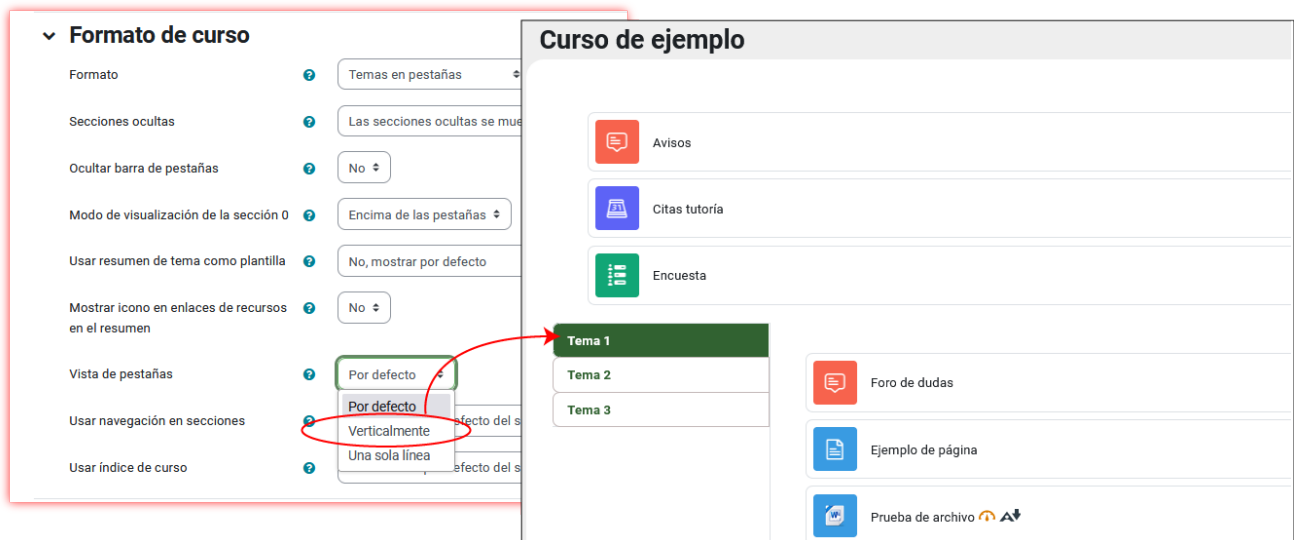 Formato de curso
Formato
Temas en pestañas
Secciones ocultas
Las secciones ocultas se mue
Ocultar barra de pestañas
No
Modo de visualización de la sección 0
Encima de las pestañas
Usar resumen de tema como plantilla
No, mostrar por defecto
Mostrar icono en enlaces de recursos
en el resumen
No
Vista de pestañas
Por defecto
Por defecto
Verticalmente
Una sola línea
Usar navegación en secciones
efecto del s
Usar índice de curso
efecto del s
Curso de ejemplo
Avisos
31
Citas tutoría
Encuesta
Tema 1
Tema 2
Tema 3
Foro de dudas
Ejemplo de página
W
Prueba de archivo